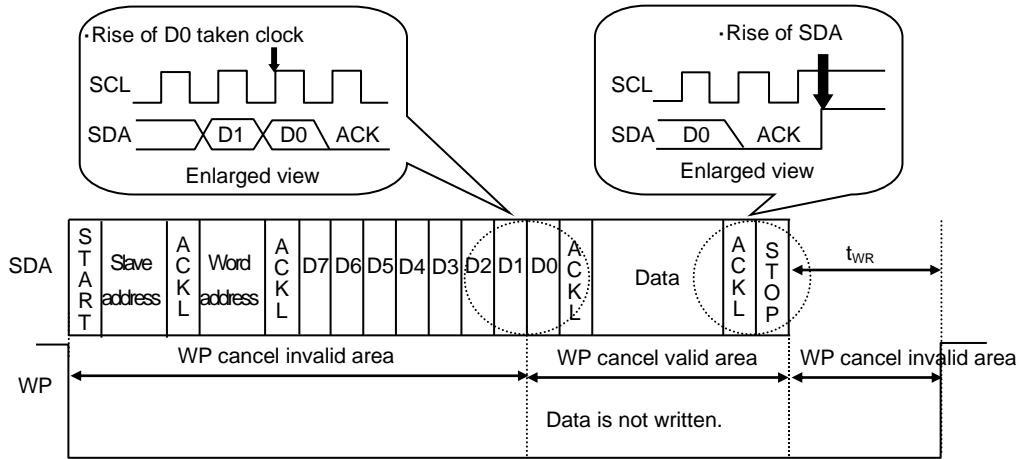 ·Rise of D0 taken clock
SCL
SDA D1 D0 ACK
Enlarged view
·Rise of SDA
SCL
SDA D0 ACK
Enlarged view
SDA START Slave address ACKL Word address ACKL D7 D6 D5 D4 D3 D2 D1 D0 ACKL Data ACKL STOP tWR
WP cancel invalid area WP cancel valid area WP cancel invalid area
WP
Data is not written.